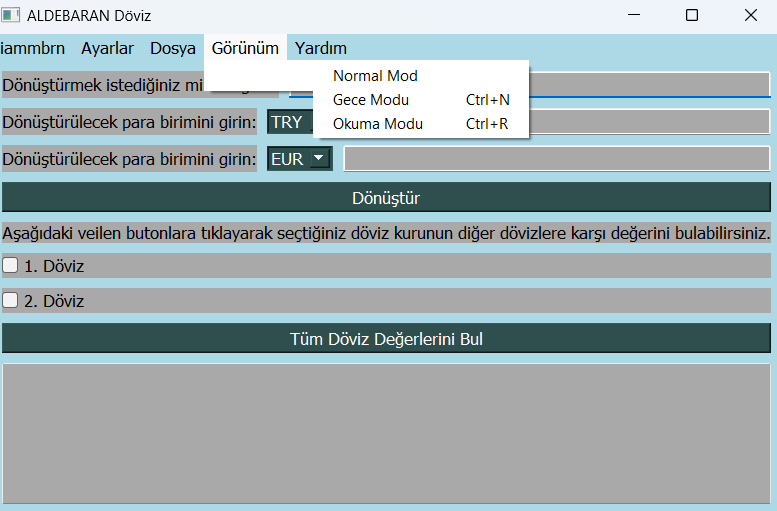 ALDEBARAN Döviz
iammbrn Ayarlar Dosya Görünüm Yardım
Normal Mod
Gece Modu Ctrl+N
Okuma Modu Ctrl+R
Dönüştürmek istediğiniz mi
Dönüştürülecek para birimini girin: TRY
Dönüştürülecek para birimini girin: EUR
Dönüştür
Aşağıdaki veilen butonlara tıklayarak seçtiğiniz döviz kurunun diğer dövizlere karşı değerini bulabilirsiniz.
1. Döviz
2. Döviz
Tüm Döviz Değerlerini Bul